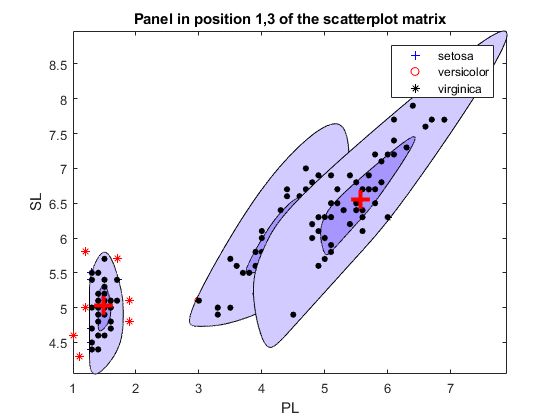 Panel in position 1,3 of the scatterplot matrix
setosa
versicolor
virginica
8.5
8
7.5
7
6.5
6
5.5
5
4.5
SL
1 2 3 4 5 6 7
PL